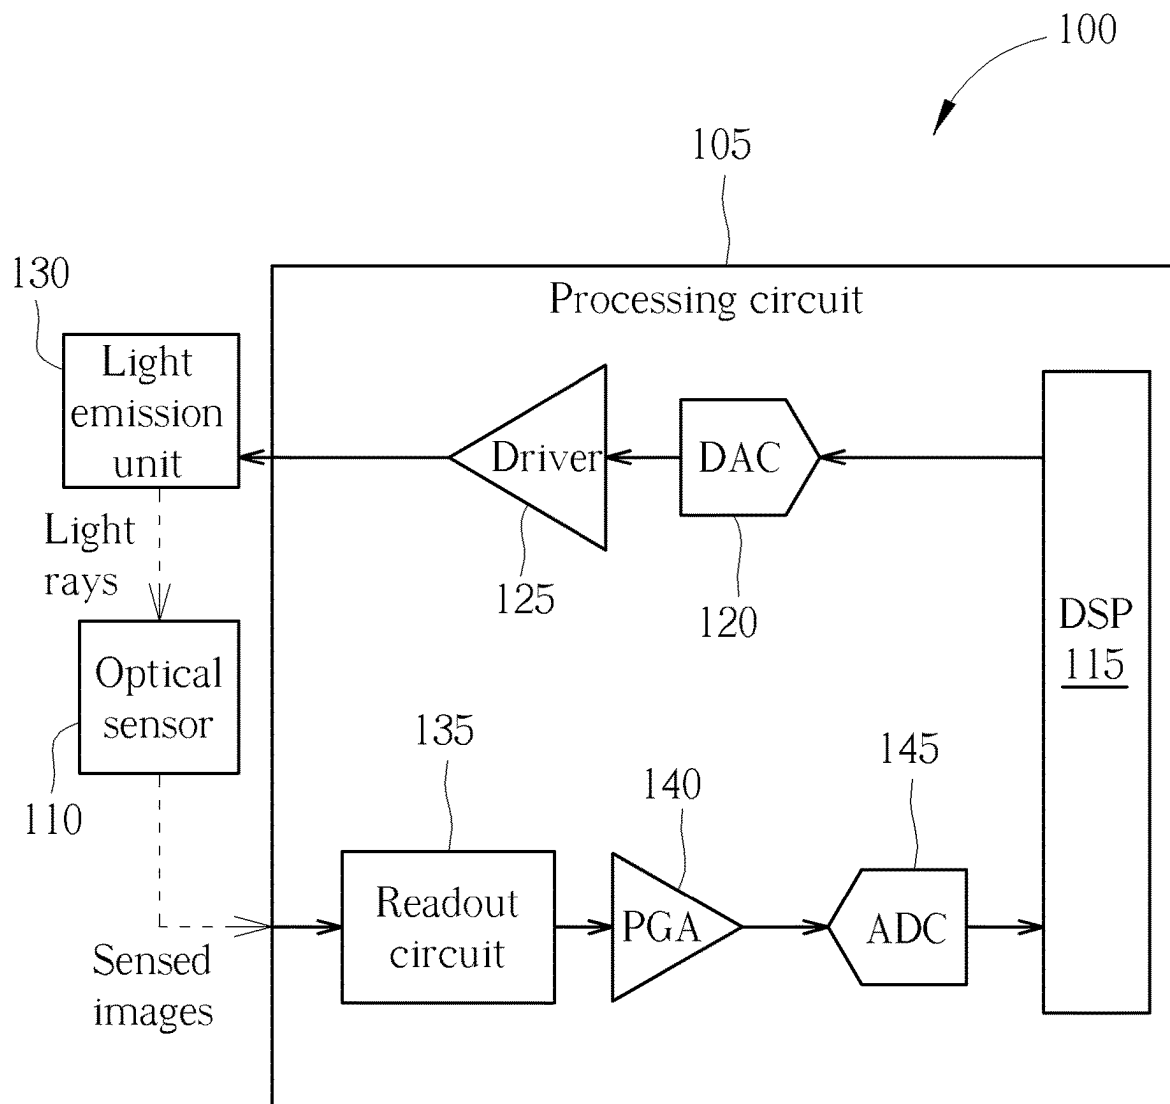 100
105
130
Processing circuit
Light
emission
unit
Driver
DAC
Light
rays
125
120
DSP
115
Optical
sensor
135
145
140
110
Readout
circuit
PGA
ADC
Sensed
images